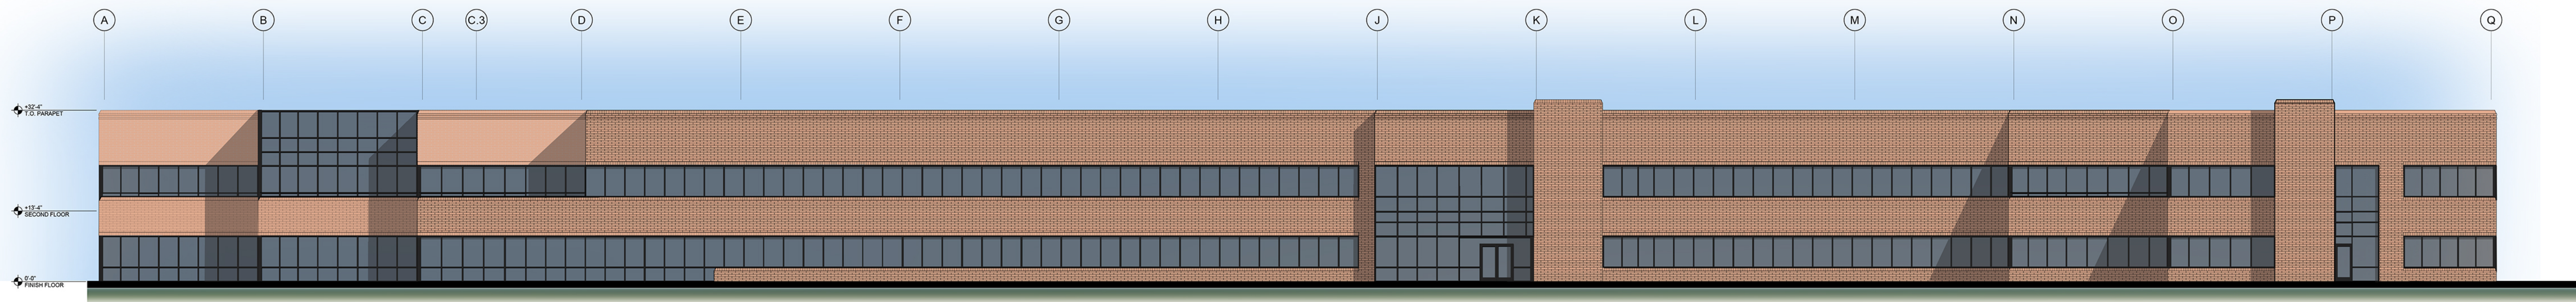 A B C C.3 D E F G H J K L M N O P Q
+32'-4"
T.O. PARAPET
+13'-4"
SECOND FLOOR
0'-0"
FINISH FLOOR